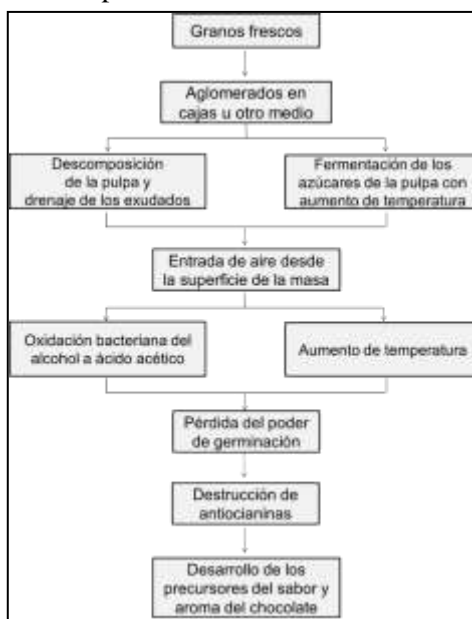 Granos frescos
Aglomerados en
cajas u otro medio
Descomposición
de la pulpa y
drenaje de los exudados
Fermentación de los
azúcares de la pulpa con
aumento de temperatura
Entrada de aire desde
la superficie de la masa
Oxidación bacteriana del
alcohol a ácido acético
Aumento de temperatura
Pérdida del poder
de germinación
Destrucción de
antiocianinas
Desarrollo de los
precursores del sabor y
aroma del chocolate